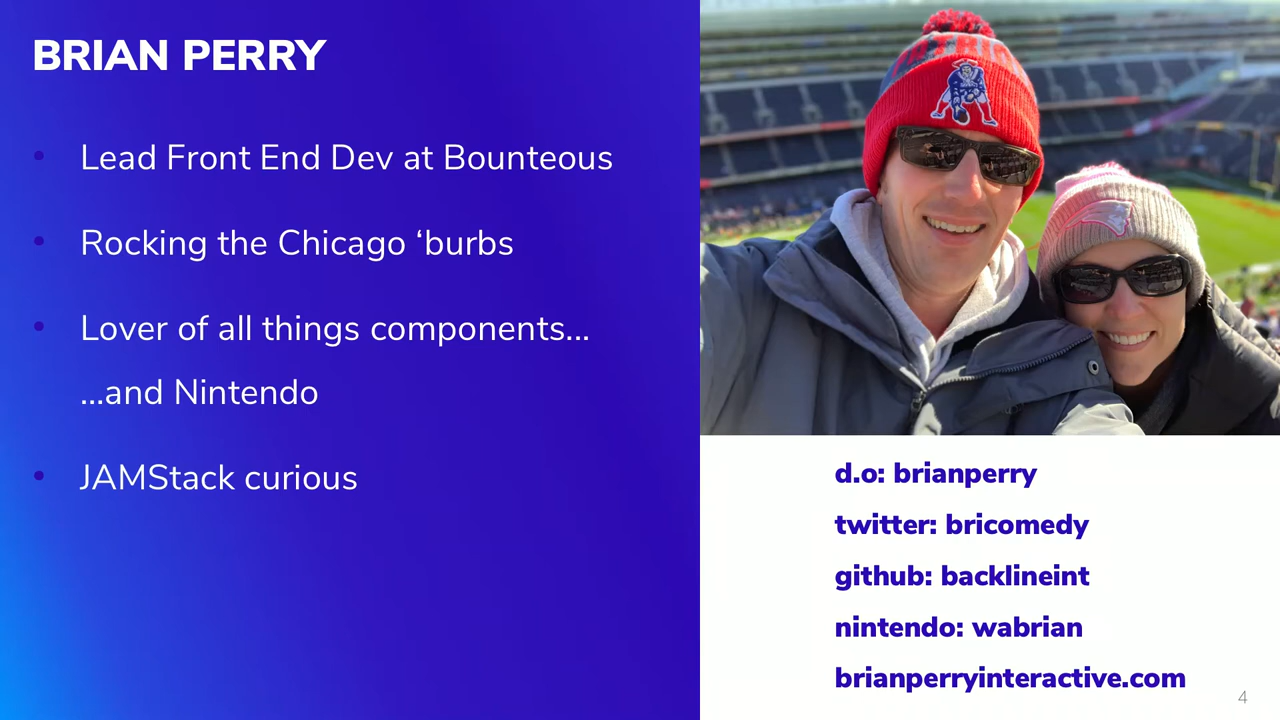 BRIAN PERRY
Lead Front End Dev at Bounteous
Rocking the Chicago ‘burbs
Lover of all things components...
...and Nintendo
JAMStack curious
d.o: brianperry
twitter: bricomedy
github: backlineint
nintendo: wabrian
brianperryinteractive.com
4